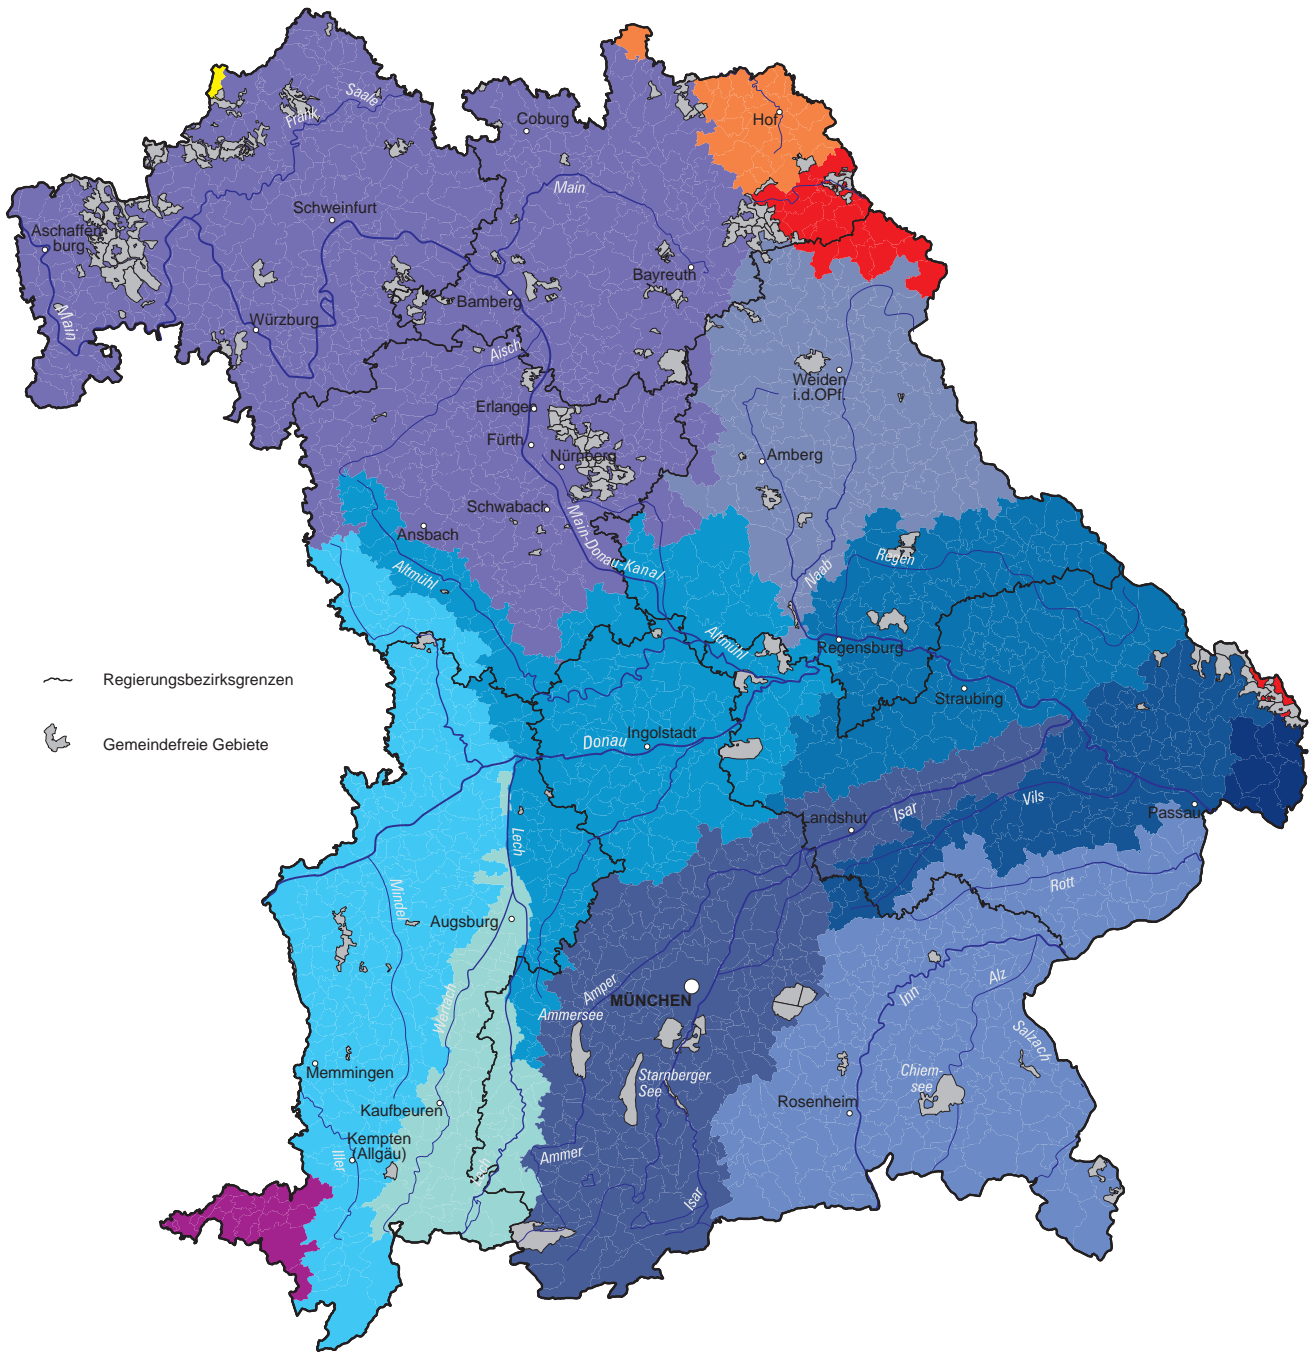 Saale
Fränk.
Coburg
Hof
Main
Schweinfurt
Aschaffen-
burg
Bayreuth
Bamberg
Main
Würzburg
Aisch
Weiden
i.d.OPf.
Erlangen
Fürth
Nürnberg
Amberg
Schwabach
Main-Donau-Kanal
Ansbach
Altmühl
Naab
Regen
Altmühl
Regensburg
Regierungsbezirksgrenzen
Straubing
Gemeindefreie Gebiete
Donau
Ingolstadt
Isar
Vils
Landshut
Passau
Lech
Mindel
Rott
Augsburg
Amper
MÜNCHEN
Inn
Alz
Wertach
Ammersee
Salzach
Memmingen
Starnberger
See
Chiem-
see
Kaufbeuren
Rosenheim
Kempten
(Allgäu)
Iller
Ammer
Lech
Isar